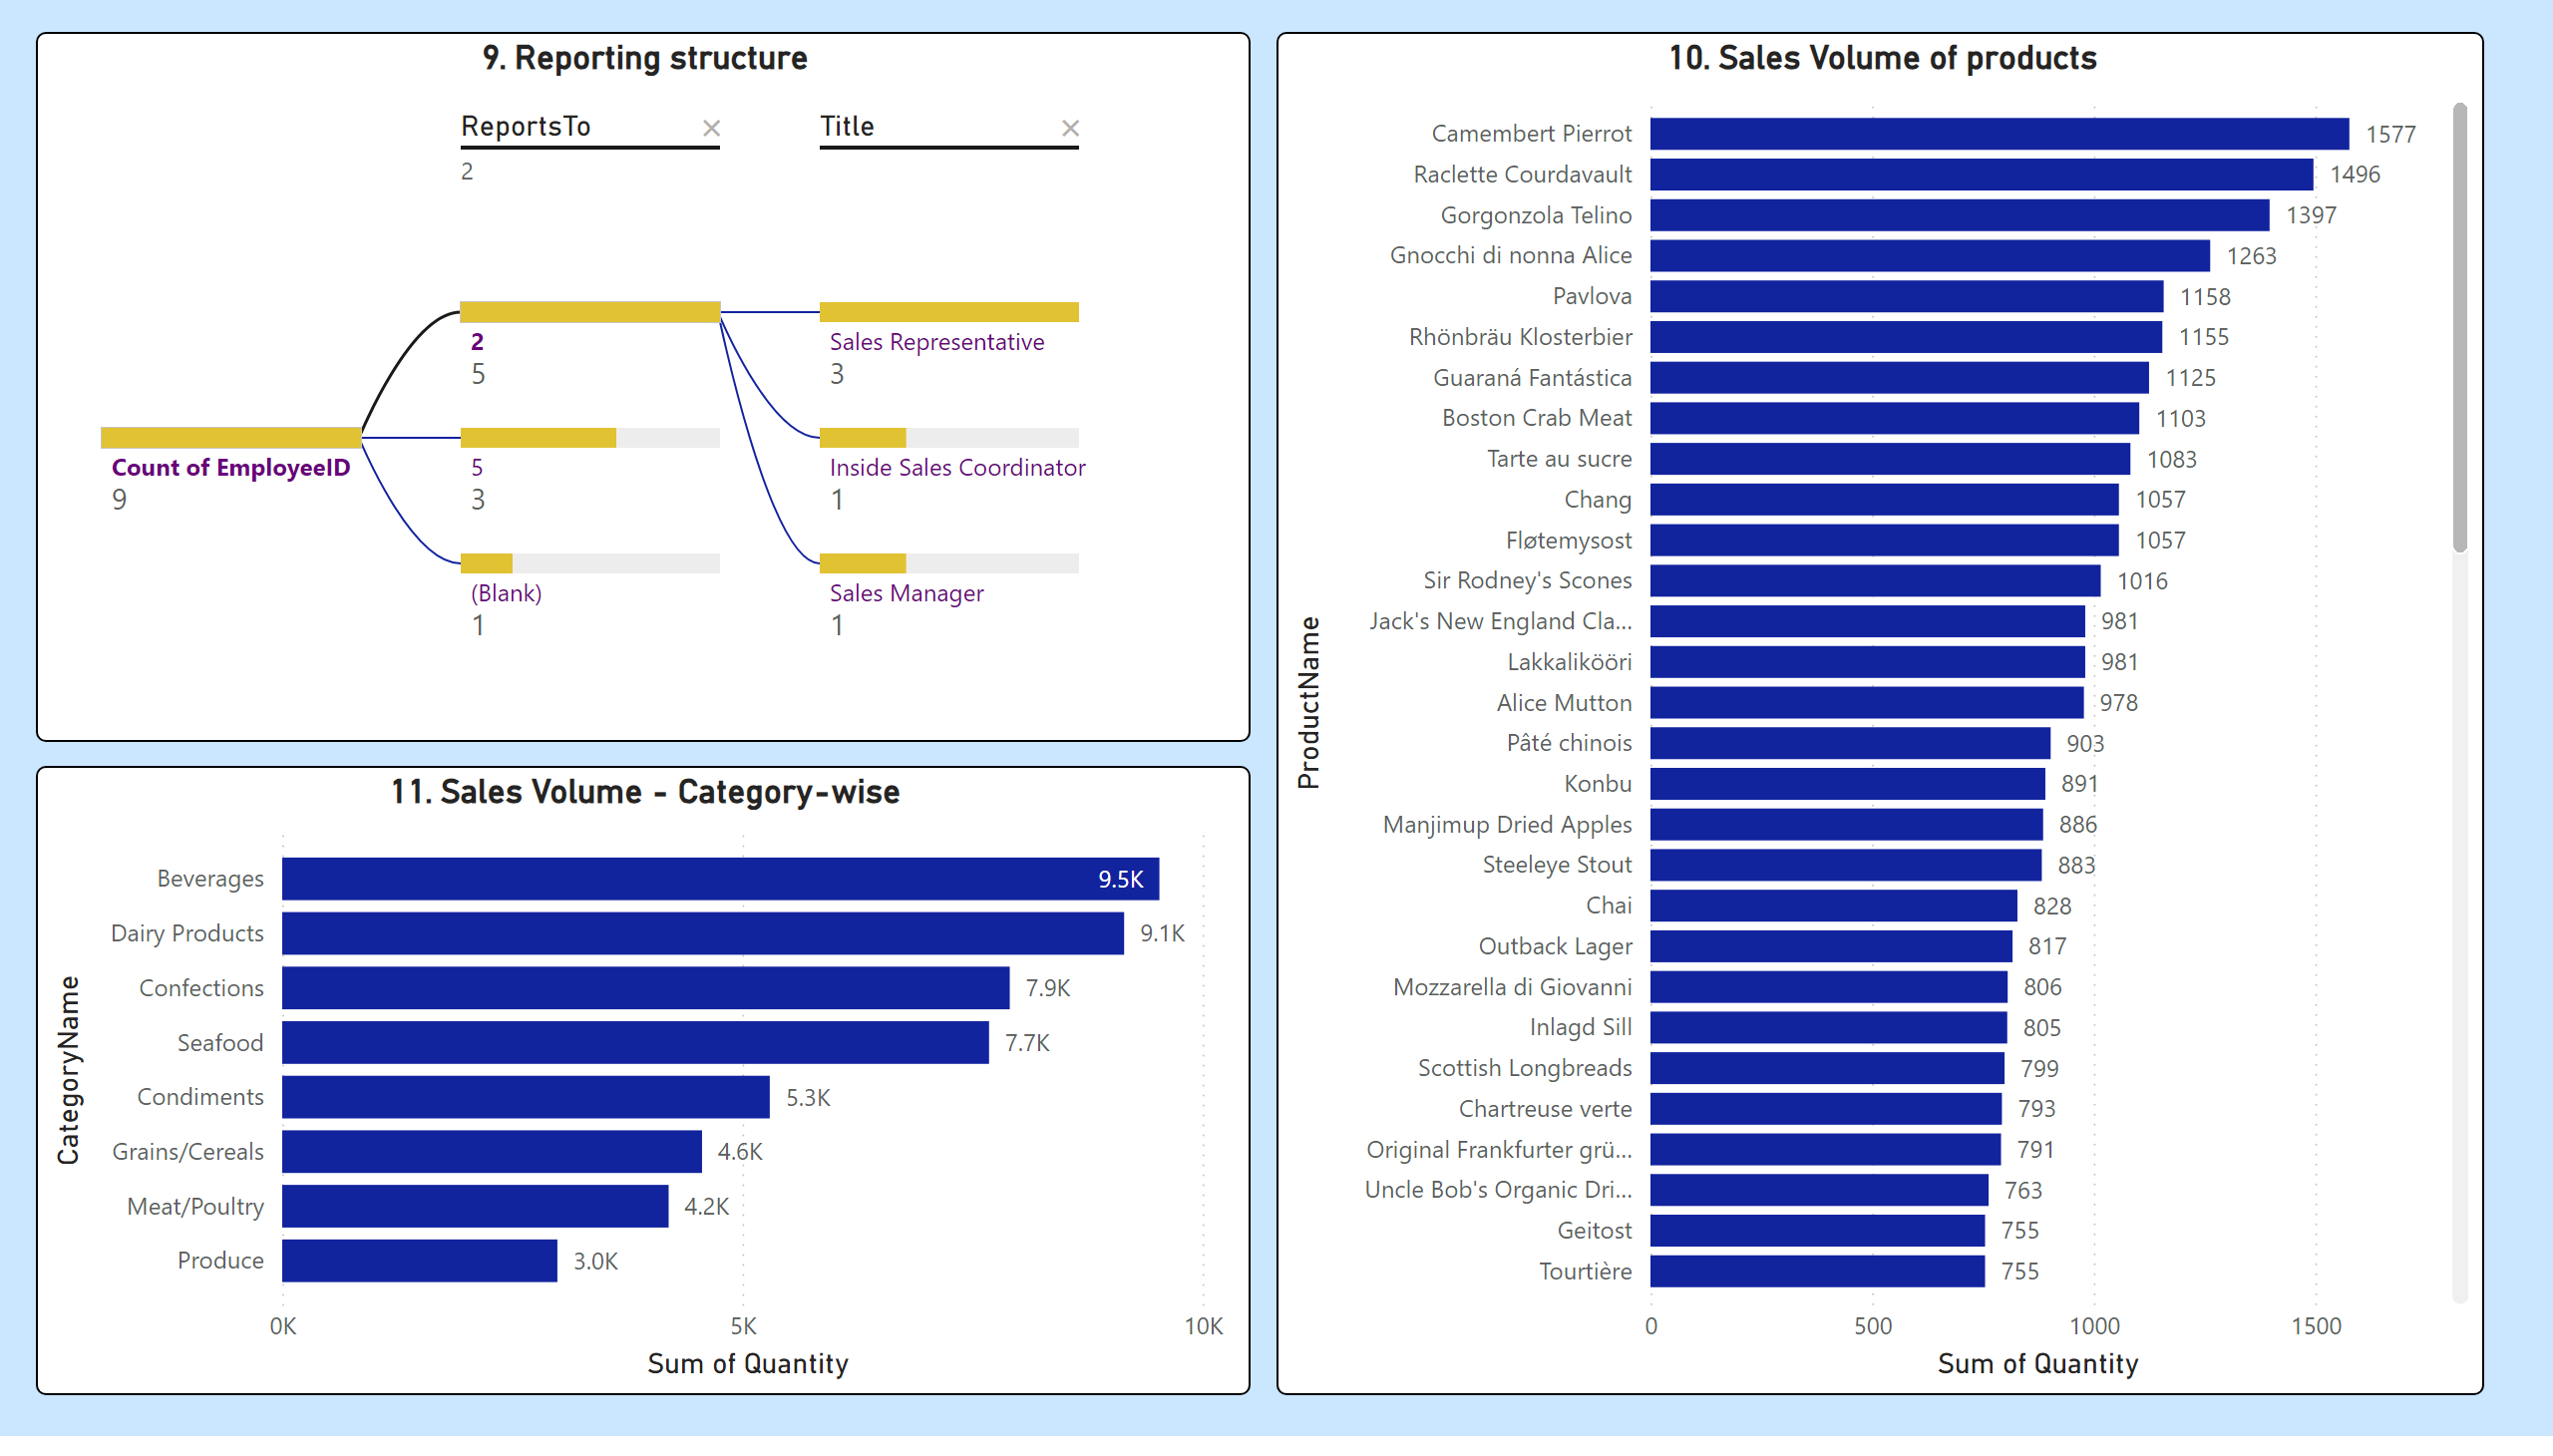 9. Reporting structure
ReportsTo
Title
2
2
5
Sales Representative
3
Count of EmployeeID
9
5
3
Inside Sales Coordinator
1
(Blank)
1
Sales Manager
1
10. Sales Volume of products
ProductName
Camembert Pierrot 1577
Raclette Courdavault 1496
Gorgonzola Telino 1397
Gnocchi di nonna Alice 1263
Pavlova 1158
Rhönbräu Klosterbier 1155
Guaraná Fantástica 1125
Boston Crab Meat 1103
Tarte au sucre 1083
Chang 1057
Fløtemysost 1057
Sir Rodney's Scones 1016
Jack's New England Cla... 981
Lakkalikööri 981
Alice Mutton 978
Pâté chinois 903
Konbu 891
Manjimup Dried Apples 886
Steeleye Stout 883
Chai 828
Outback Lager 817
Mozzarella di Giovanni 806
Inlagd Sill 805
Scottish Longbreads 799
Chartreuse verte 793
Original Frankfurter grü... 791
Uncle Bob's Organic Dri... 763
Geitost 755
Tourtière 755
0 500 1000 1500
Sum of Quantity
11. Sales Volume - Category-wise
CategoryName
Beverages 9.5K
Dairy Products 9.1K
Confections 7.9K
Seafood 7.7K
Condiments 5.3K
Grains/Cereals 4.6K
Meat/Poultry 4.2K
Produce 3.0K
0K 5K 10K
Sum of Quantity